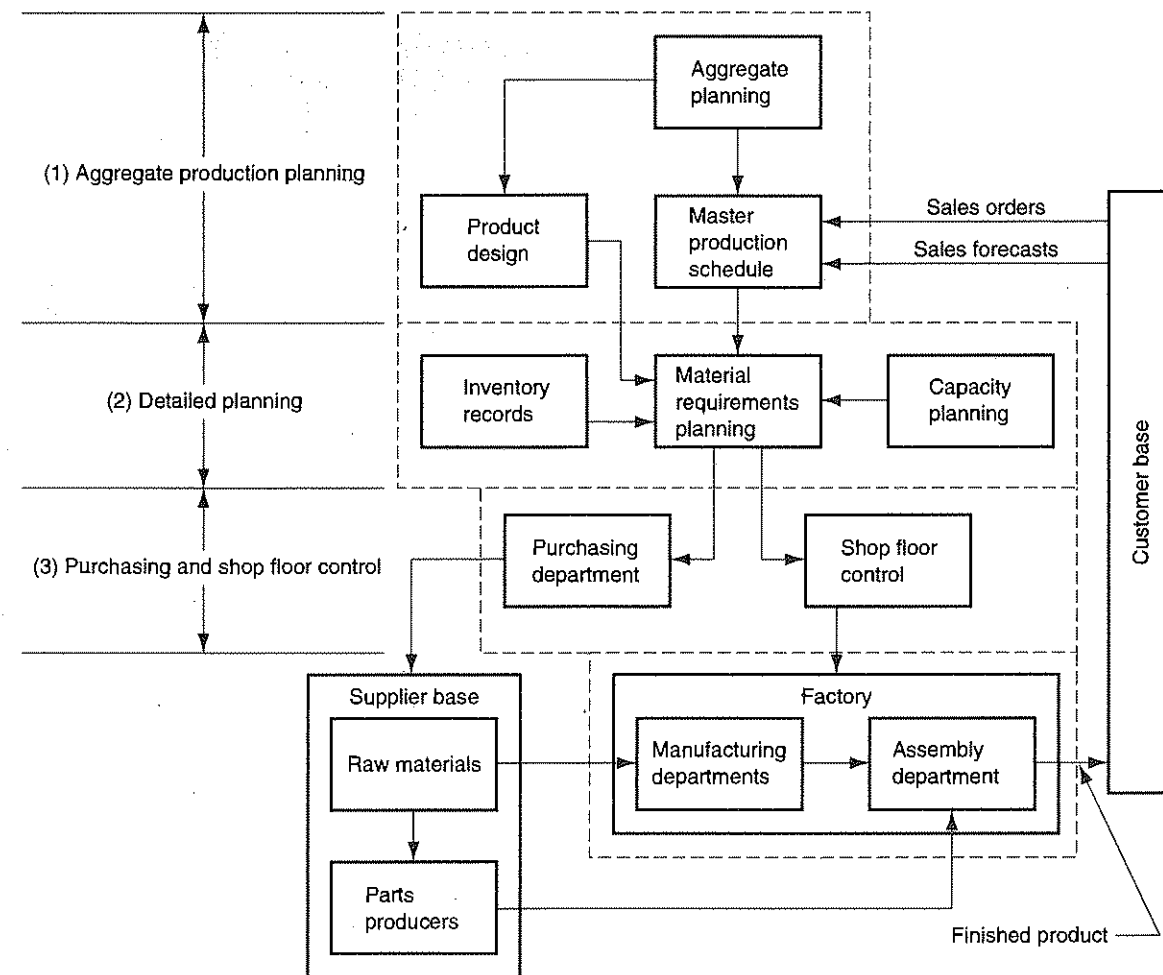 Aggregate
planning
(1) Aggregate production planning
Product
design
Master
production
schedule
Sales orders
Sales forecasts
(2) Detailed planning
Inventory
records
Material
requirements
planning
Capacity
planning
Customer base
(3) Purchasing and shop floor control
Purchasing
department
Shop floor
control
Supplier base
Factory
Raw materials
Manufacturing
departments
Assembly
department
Parts
producers
Finished product